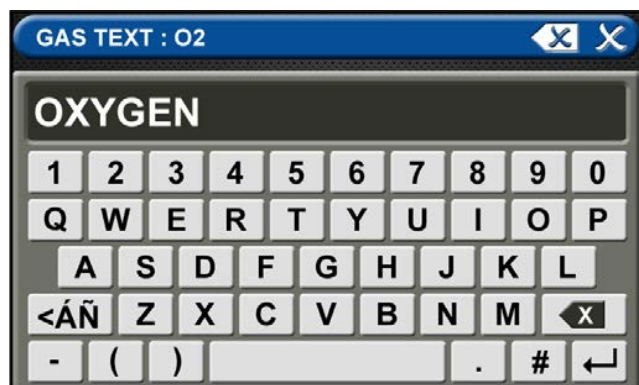 GAS TEXT : O2
OXYGEN
1 2 3 4 5 6 7 8 9 0
Q W E R T Y U I O P
A S D F G H J K L
<ÁÑ Z X C V B N M X
- ( ) . #